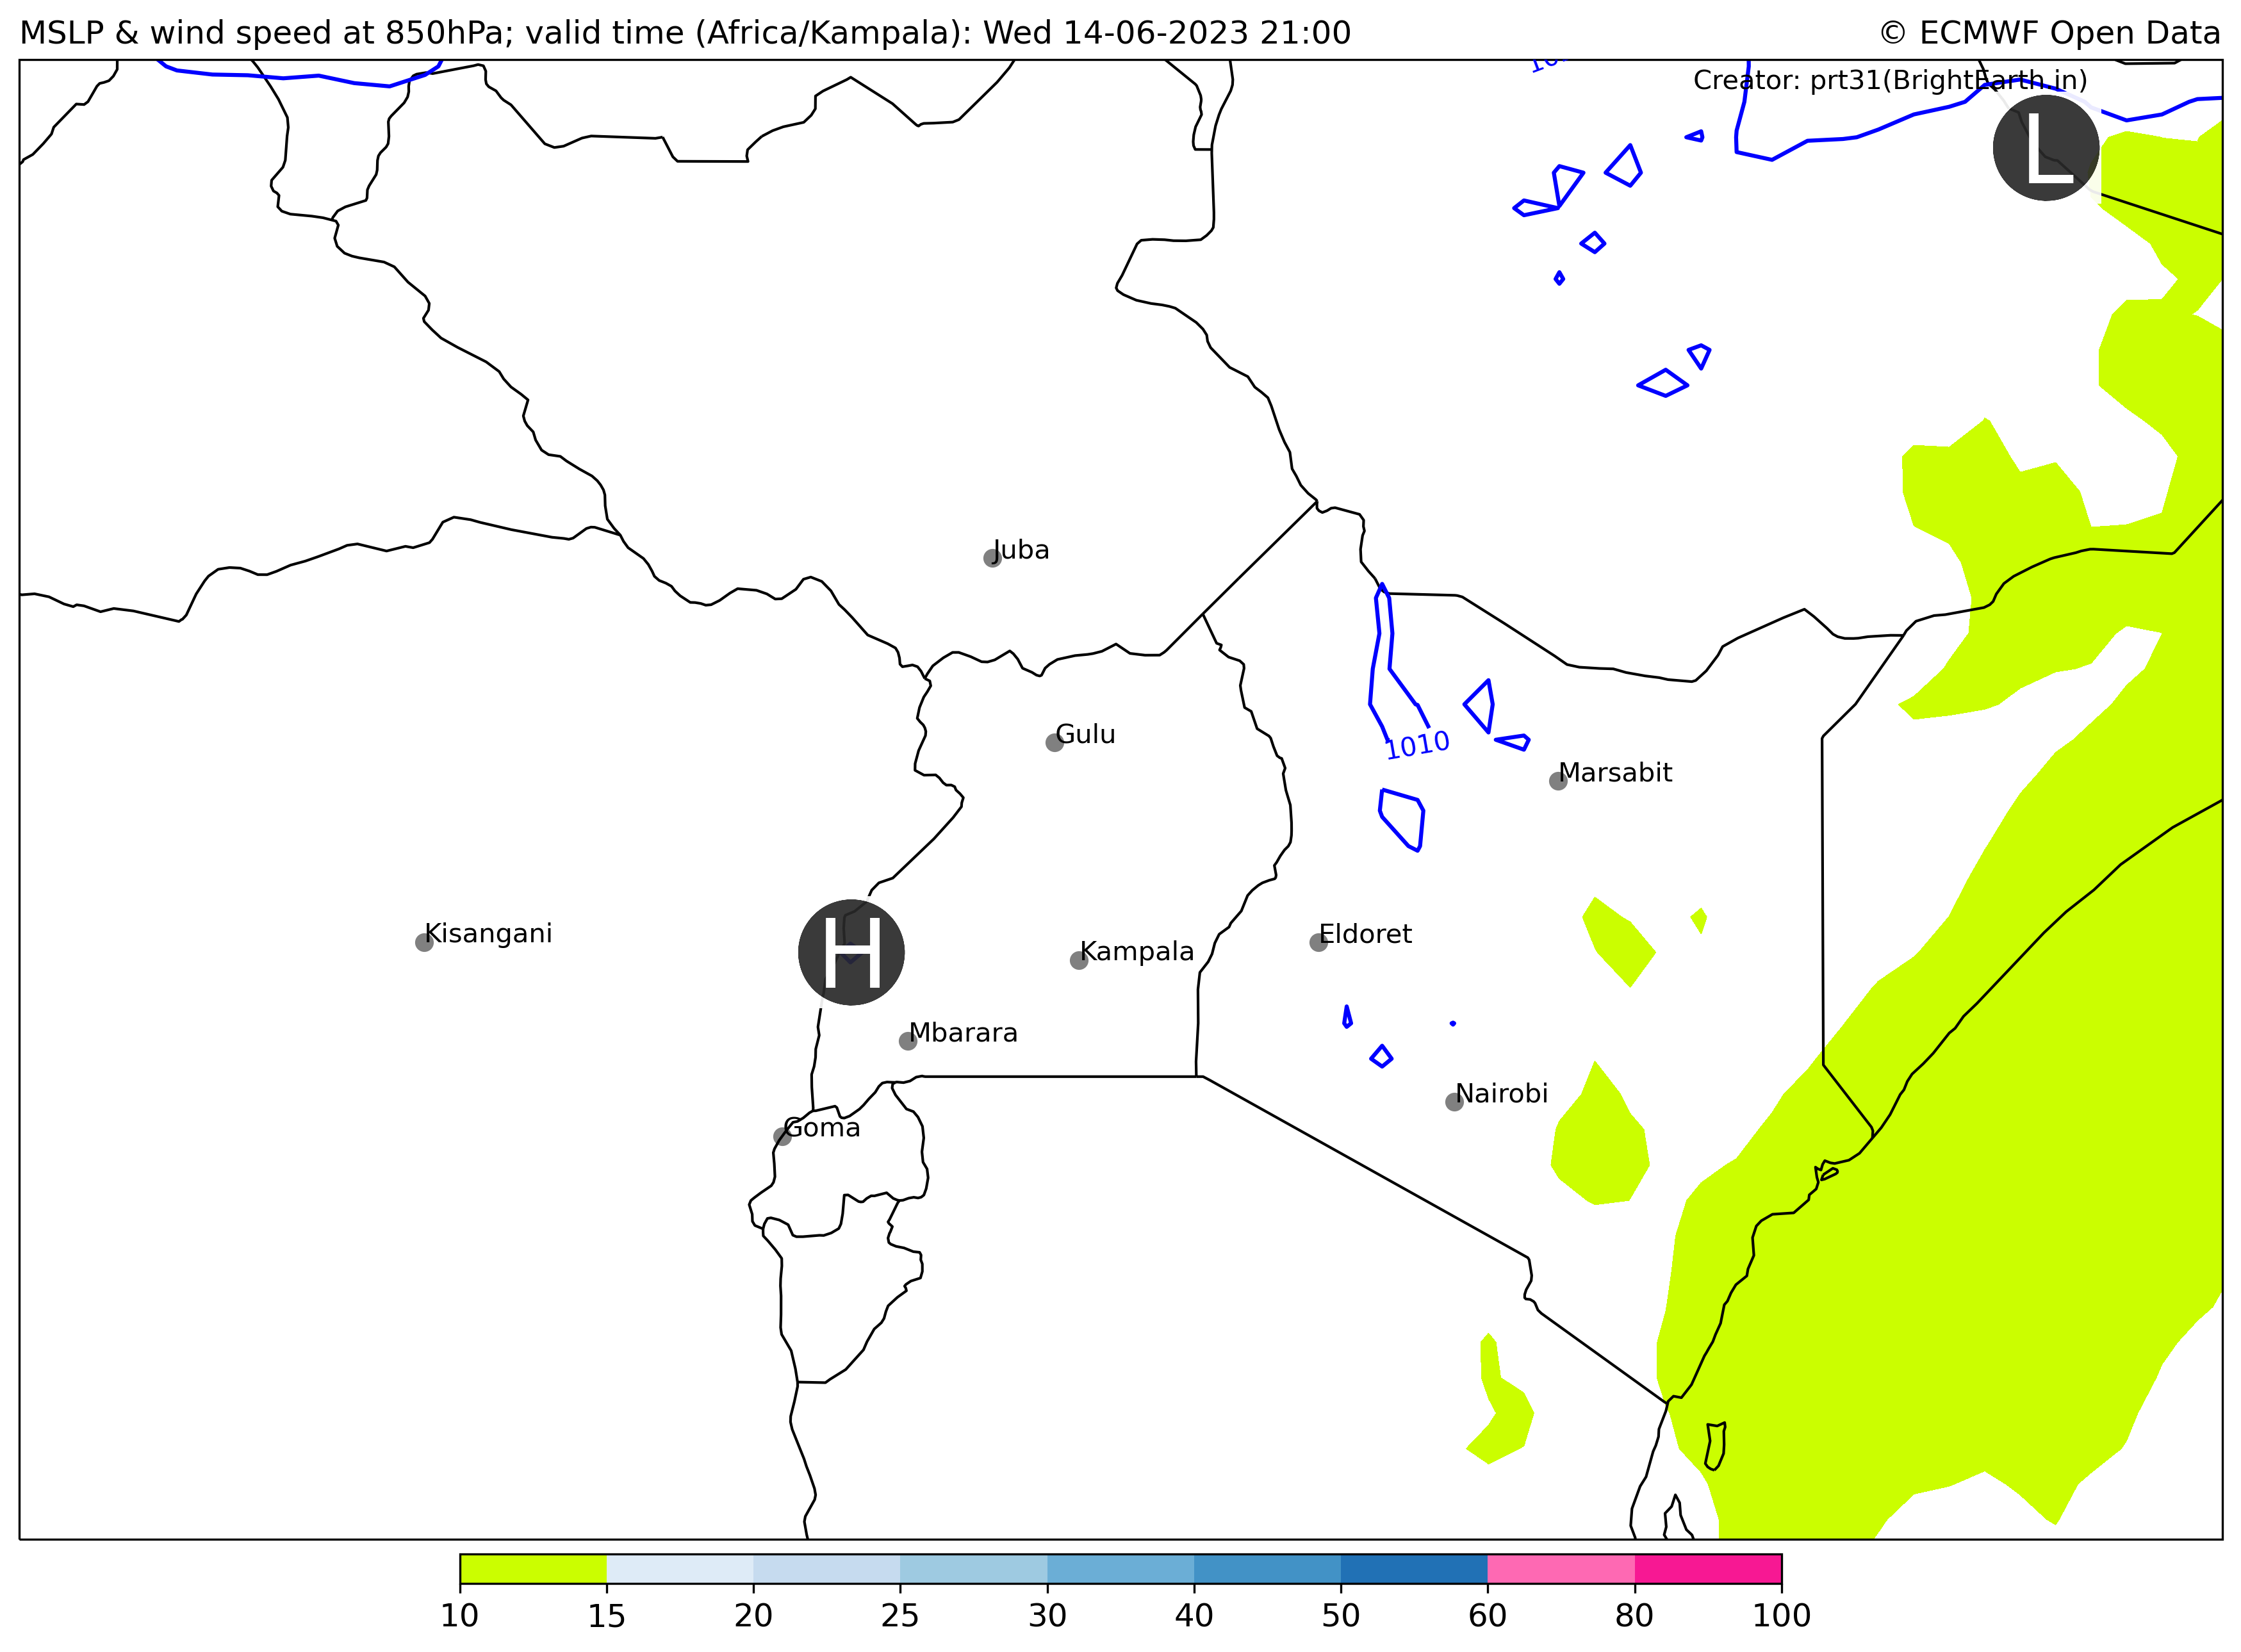 MSLP & wind speed at 850hPa; valid time (Africa/Kampala): Wed 14-06-2023 21:00
© ECMWF Open Data
Creator: prt31(BrightEarth.in)
L
Juba
Gulu
1010
Marsabit
Kisangani
H
Kampala
Eldoret
Mbarara
Nairobi
Goma
10 15 20 25 30 40 50 60 80 100